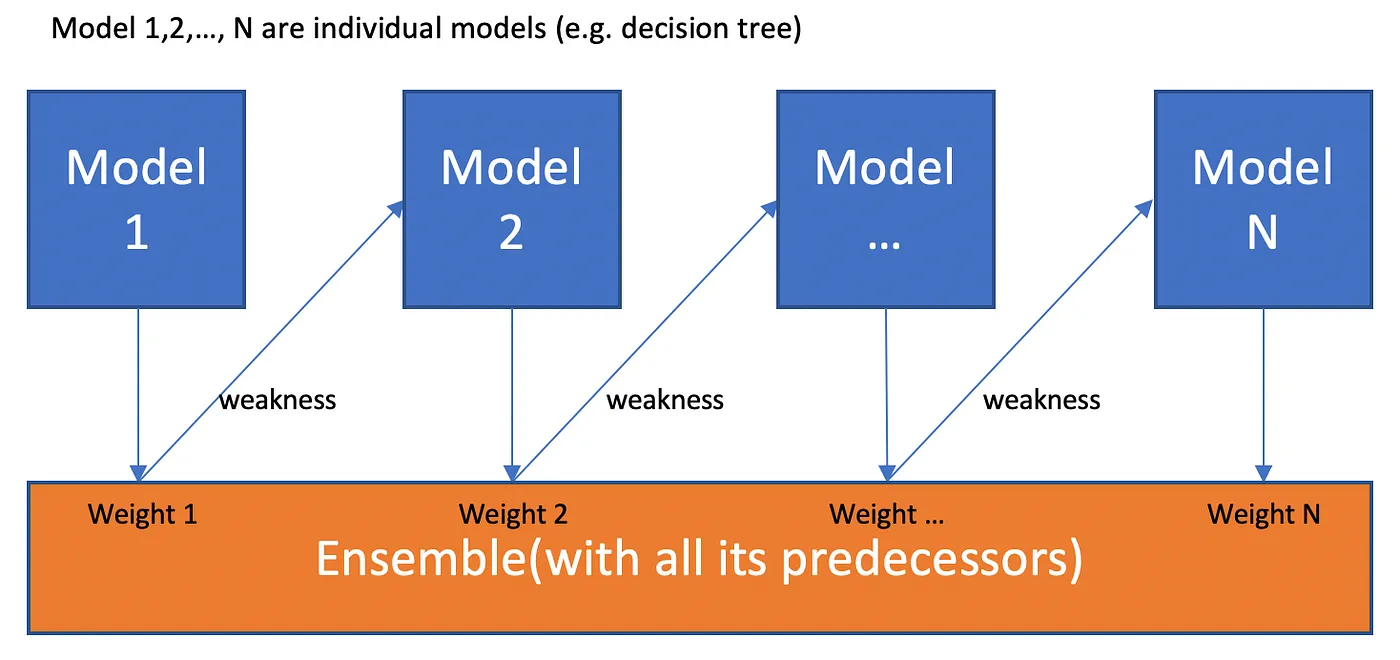 Model 1,2,..., N are individual models (e.g. decision tree)
Model
1
Model
2
Model
...
Model
N
weakness
weakness
weakness
Weight 1
Weight 2
Weight ...
Weight N
Ensemble(with all its predecessors)